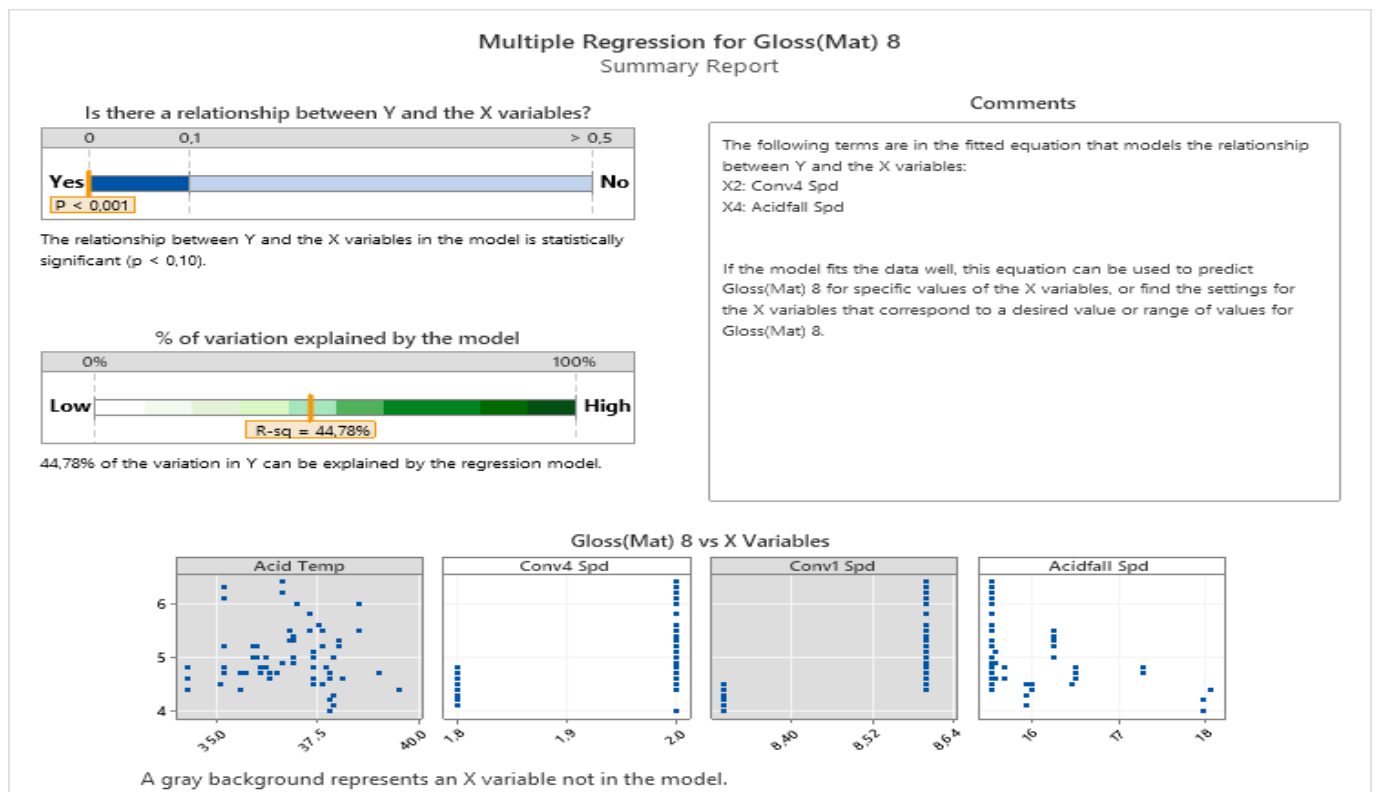 Multiple Regression for Gloss(Mat) 8
Summary Report
Is there a relationship between Y and the X variables?
0 0,1 > 0,5
Yes No
P < 0,001
The relationship between Y and the X variables in the model is statistically
significant (p < 0,10).
% of variation explained by the model
0% 100%
Low High
R-sq = 44,78%
44,78% of the variation in Y can be explained by the regression model.
Comments
The following terms are in the fitted equation that models the relationship
between Y and the X variables:
X2: Conv4 Spd
X4: Acidfall Spd
If the model fits the data well, this equation can be used to predict
Gloss(Mat) 8 for specific values of the X variables, or find the settings for
the X variables that correspond to a desired value or range of values for
Gloss(Mat) 8.
Gloss(Mat) 8 vs X Variables
Acid Temp Conv4 Spd Conv1 Spd Acidfall Spd
6
5
4
35,0 37,5 40,0 1,8 1,9 2,0 8,40 8,52 8,64 16 17 18
A gray background represents an X variable not in the model.